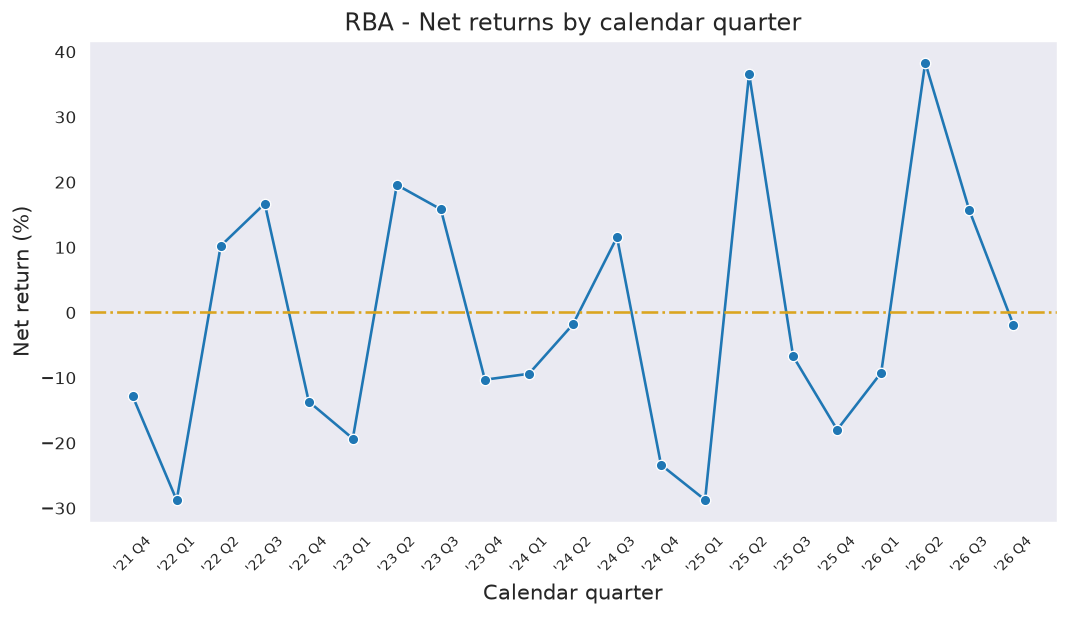 RBA - Net returns by calendar quarter
Net return (%)
40
30
20
10
0
−10
−20
−30
'21 Q4
'22 Q1
'22 Q2
'22 Q3
'22 Q4
'23 Q1
'23 Q2
'23 Q3
'23 Q4
'24 Q1
'24 Q2
'24 Q3
'24 Q4
'25 Q1
'25 Q2
'25 Q3
'25 Q4
'26 Q1
'26 Q2
'26 Q3
'26 Q4
Calendar quarter